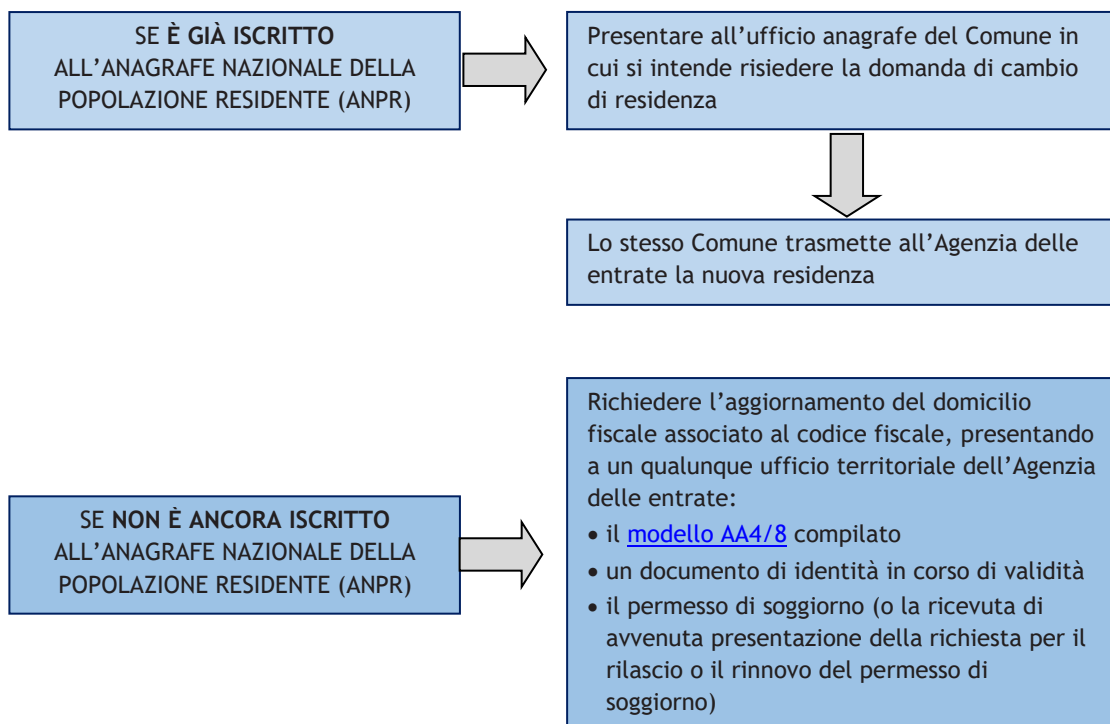 SE È GIÀ ISCRITTO
ALL’ANAGRAFE NAZIONALE DELLA
POPOLAZIONE RESIDENTE (ANPR)
Presentare all’ufficio anagrafe del Comune in
cui si intende risiedere la domanda di cambio
di residenza
Lo stesso Comune trasmette all’Agenzia delle
entrate la nuova residenza
SE NON È ANCORA ISCRITTO
ALL’ANAGRAFE NAZIONALE DELLA
POPOLAZIONE RESIDENTE (ANPR)
Richiedere l’aggiornamento del domicilio
fiscale associato al codice fiscale, presentando
a un qualunque ufficio territoriale dell’Agenzia
delle entrate:
• il modello AA4/8 compilato
• un documento di identità in corso di validità
• il permesso di soggiorno (o la ricevuta di
avvenuta presentazione della richiesta per il
rilascio o il rinnovo del permesso di
soggiorno)